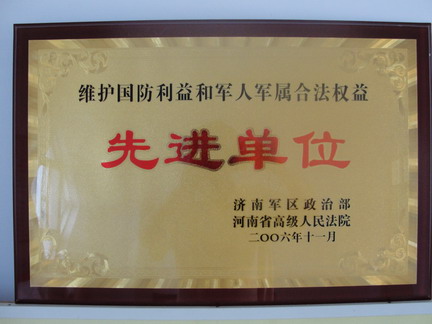 维护国防利益和军人军属合法权益
先进单位
济南军区政治部
河南省高级人民法院
二〇〇六年十一月